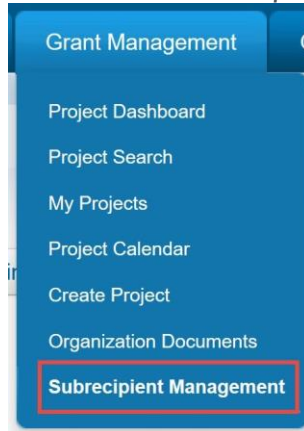 Grant Management
Project Dashboard
Project Search
My Projects
Project Calendar
Create Project
Organization Documents
Subrecipient Management